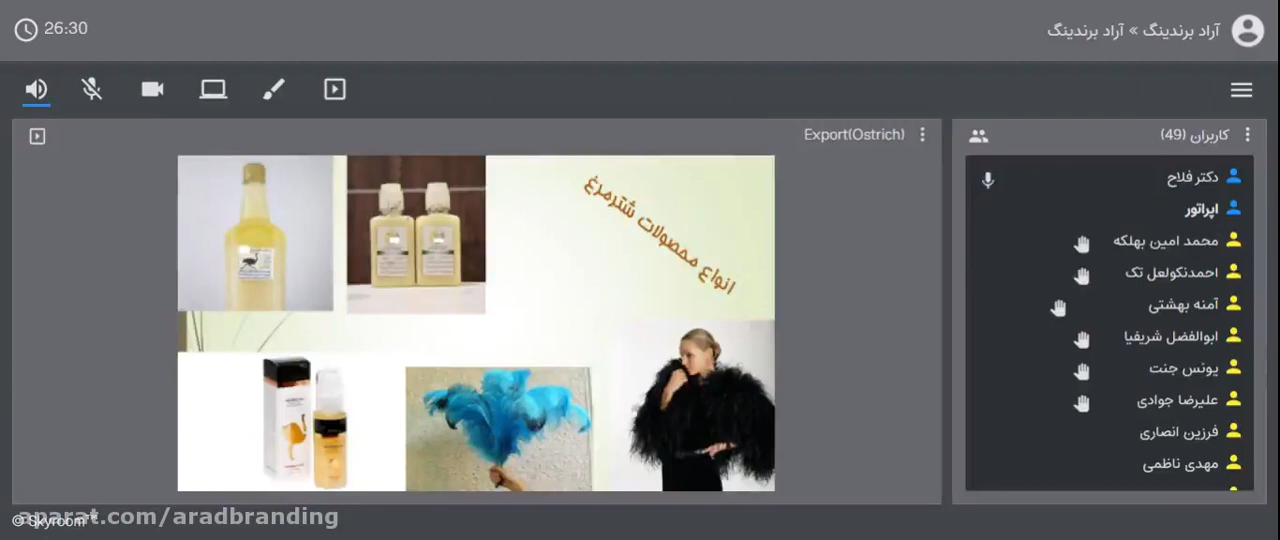 26:30
آراد برندینگ » آراد برندینگ
Export(Ostrich)
کاربران (49)
انواع محصولات شترمرغ
دکتر فلاح
اپراتور
محمد امین بهلکه
احمدنکولعل تک
آمنه بهشتی
ابوالفضل شریفیا
یونس جنت
علیرضا جوادی
فرزین انصاری
مهدی ناظمی
© Skyroom™
aparat.com/aradbranding